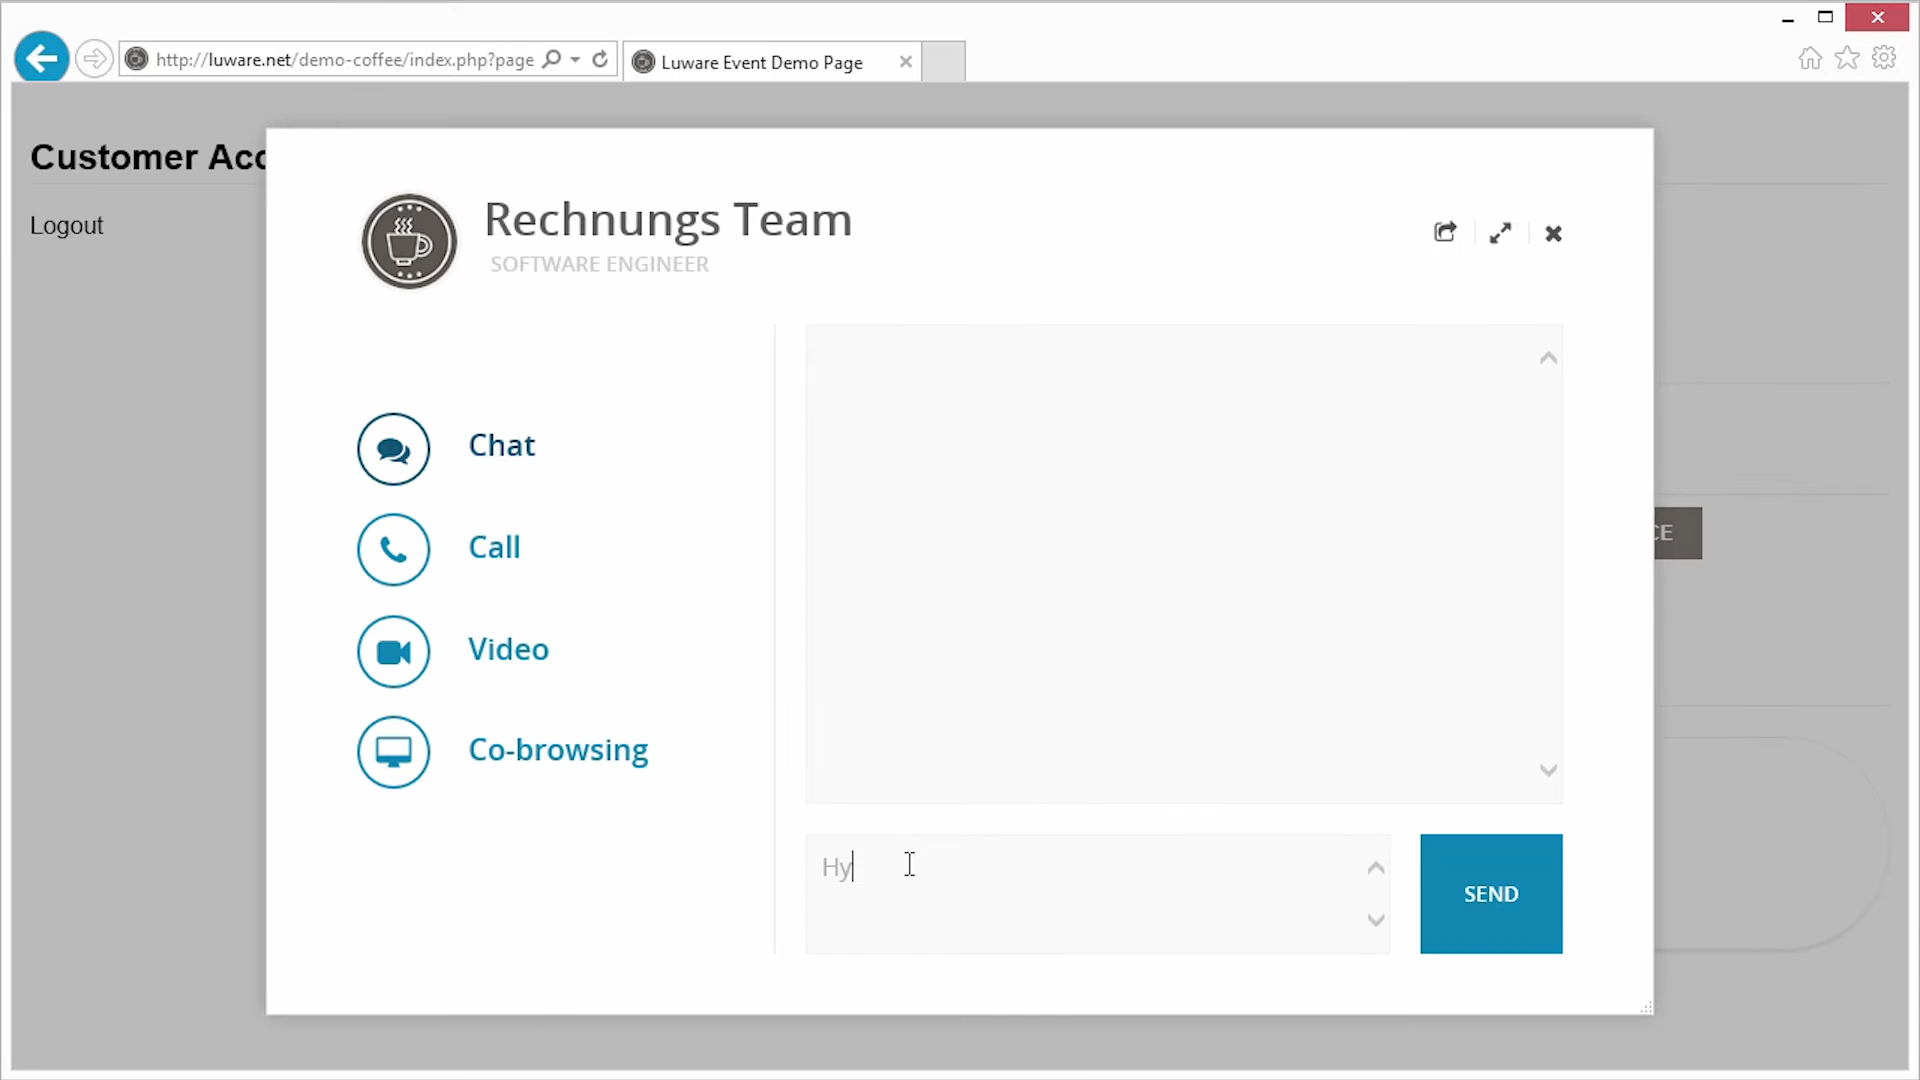 http://luware.net/demo-coffee/index.php?page
Luware Event Demo Page
Customer Acc
Logout
Rechnungs Team
SOFTWARE ENGINEER
Chat
Call
Video
Co-browsing
CE
Hy
SEND